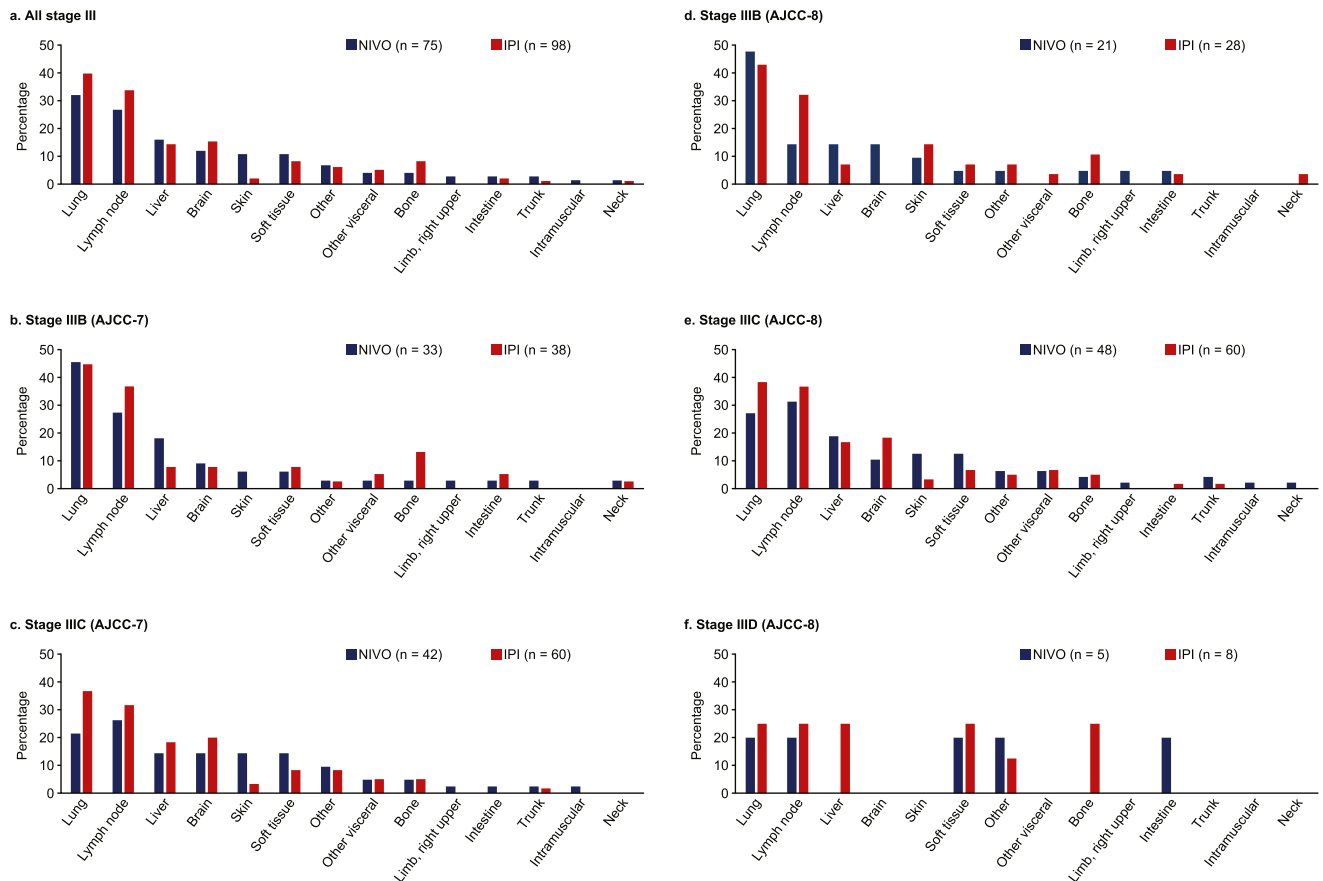 a. All stage III
NIVO (n = 75) IPI (n = 98)
Percentage
50
40
30
20
10
0
Lung
Lymph node
Liver
Brain
Skin
Soft tissue
Other
Other visceral
Bone
Limb, right upper
Intestine
Trunk
Intramuscular
Neck
b. Stage IIIB (AJCC-7)
NIVO (n = 33) IPI (n = 38)
Percentage
50
40
30
20
10
0
Lung
Lymph node
Liver
Brain
Skin
Soft tissue
Other
Other visceral
Bone
Limb, right upper
Intestine
Trunk
Intramuscular
Neck
c. Stage IIIC (AJCC-7)
NIVO (n = 42) IPI (n = 60)
Percentage
50
40
30
20
10
0
Lung
Lymph node
Liver
Brain
Skin
Soft tissue
Other
Other visceral
Bone
Limb, right upper
Intestine
Trunk
Intramuscular
Neck
d. Stage IIIB (AJCC-8)
NIVO (n = 21) IPI (n = 28)
Percentage
50
40
30
20
10
0
Lung
Lymph node
Liver
Brain
Skin
Soft tissue
Other
Other visceral
Bone
Limb, right upper
Intestine
Trunk
Intramuscular
Neck
e. Stage IIIC (AJCC-8)
NIVO (n = 48) IPI (n = 60)
Percentage
50
40
30
20
10
0
Lung
Lymph node
Liver
Brain
Skin
Soft tissue
Other
Other visceral
Bone
Limb, right upper
Intestine
Trunk
Intramuscular
Neck
f. Stage IIID (AJCC-8)
NIVO (n = 5) IPI (n = 8)
Percentage
50
40
30
20
10
0
Lung
Lymph node
Liver
Brain
Skin
Soft tissue
Other
Other visceral
Bone
Limb, right upper
Intestine
Trunk
Intramuscular
Neck